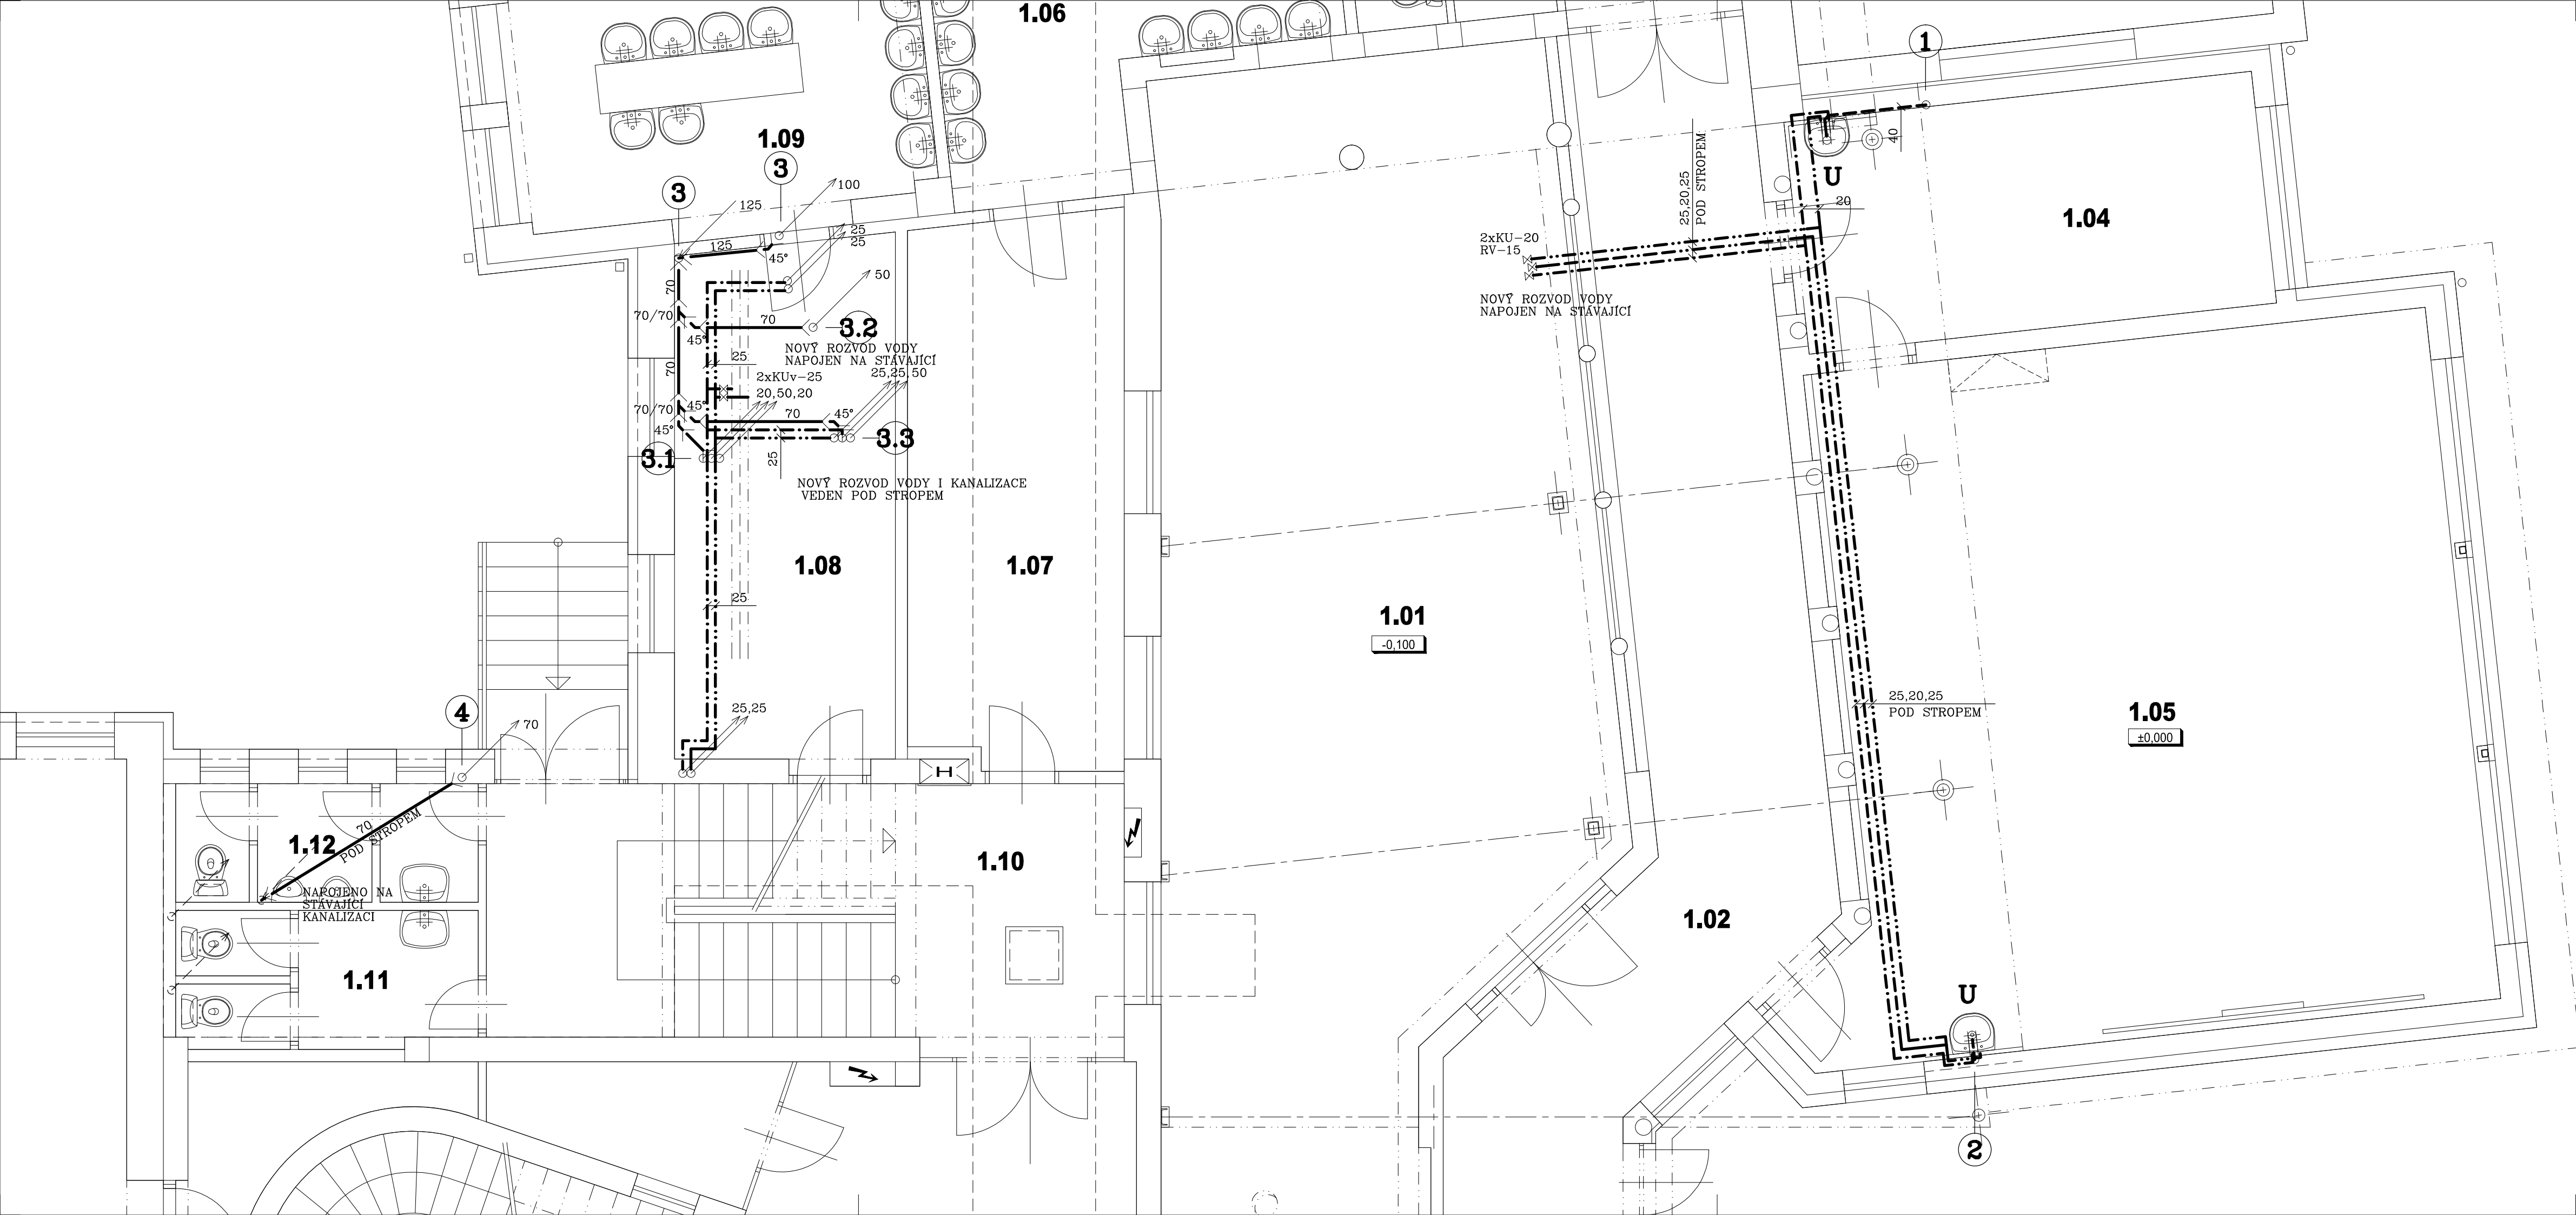 1.06
1
1.09
3
3
100
125
125
45°
25
25
50
70
70/70
45°
70
3.2
NOVÝ ROZVOD VODY
NAPOJEN NA STÁVAJÍCÍ
25
70
2xKUv-25
20,50,20
25,25,50
70/70
45°
70
45°
45°
3.1
3.3
25
NOVÝ ROZVOD VODY I KANALIZACE
VEDEN POD STROPEM
1.08
1.07
25
25,25
4
70
H
1.12
70
POD STROPEM
NAPOJENO NA
STÁVAJÍCÍ
KANALIZACI
1.11
1.10
1.01
-0,100
2xKU-20
RV-15
NOVÝ ROZVOD VODY
NAPOJEN NA STÁVAJÍCÍ
25,20,25
POD STROPEM
40
U
20
1.04
25,20,25
POD STROPEM
1.05
±0,000
1.02
U
2